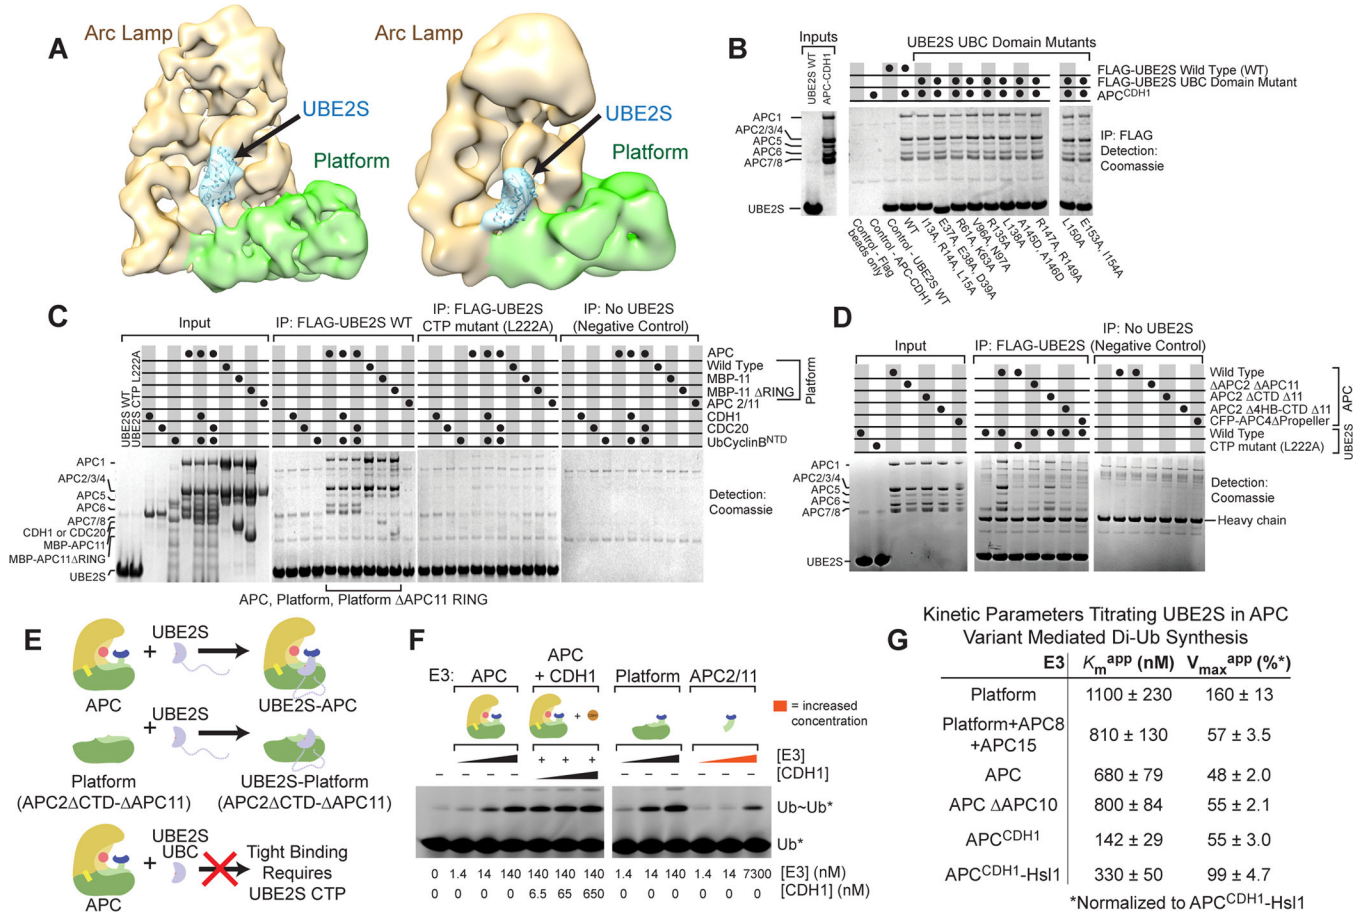 A
Arc Lamp
UBE2S
Platform
Arc Lamp
UBE2S
Platform
B
Inputs
UBE2S WT
APC-CDH1
UBE2S UBC Domain Mutants
FLAG-UBE2S Wild Type (WT)
FLAG-UBE2S UBC Domain Mutant
APCCDH1
APC1
APC2/3/4
APC5
APC6
APC7/8
UBE2S
IP: FLAG
Detection:
Coomassie
Control - Flag
beads only
Control - APC-CDH1
Control - UBE2S WT
WT
I13A, R14A, L15A
E37A, E38A, D39A
R61A, K63A
V96A, N97A
R135A
L138A
A145D, A146D
R147A, R149A
L150A
E153A, I154A
C
Input
IP: FLAG-UBE2S WT
IP: FLAG-UBE2S
CTP mutant (L222A)
IP: No UBE2S
(Negative Control)
UBE2S WT
UBE2S CTP L222A
APC
Wild Type
MBP-11
MBP-11 ΔRING
APC 2/11
CDH1
CDC20
UbCyclinBNTD
Platform
APC1
APC2/3/4
APC5
APC6
APC7/8
CDH1 or CDC20
MBP-APC11
MBP-APC11ΔRING
UBE2S
Detection:
Coomassie
APC, Platform, Platform ΔAPC11 RING
D
Input
IP: FLAG-UBE2S
IP: No UBE2S
(Negative Control)
Wild Type
ΔAPC2 ΔAPC11
APC2 ΔCTD Δ11
APC2 Δ4HB-CTD Δ11
CFP-APC4ΔPropeller
Wild Type
CTP mutant (L222A)
APC
UBE2S
APC1
APC2/3/4
APC5
APC6
APC7/8
UBE2S
Detection:
Coomassie
Heavy chain
E
APC
+
UBE2S
UBE2S-APC
Platform
(APC2ΔCTD-ΔAPC11)
+
UBE2S
UBE2S-Platform
(APC2ΔCTD-ΔAPC11)
APC
+
UBE2S
UBC
Tight Binding
Requires
UBE2S CTP
F
E3: APC
APC
+ CDH1
Platform
APC2/11
+ CDH1
= increased
concentration
– + + + – – [E3]
– – – – – – – – – – – [CDH1]
Ub~Ub*
Ub*
0 1.4 14 140 140 140 140 0 1.4 14 140 1.4 14 7300 [E3] (nM)
0 0 0 0 6.5 65 650 0 0 0 0 0 0 0 [CDH1] (nM)
G
Kinetic Parameters Titrating UBE2S in APC
Variant Mediated Di-Ub Synthesis
E3 Kmapp (nM) Vmaxapp (%*)
Platform 1100 ± 230 160 ± 13
Platform+APC8
+APC15 810 ± 130 57 ± 3.5
APC 680 ± 79 48 ± 2.0
APC ΔAPC10 800 ± 84 55 ± 2.1
APCCDH1 142 ± 29 55 ± 3.0
APCCDH1-Hsl1 330 ± 50 99 ± 4.7
*Normalized to APCCDH1-Hsl1